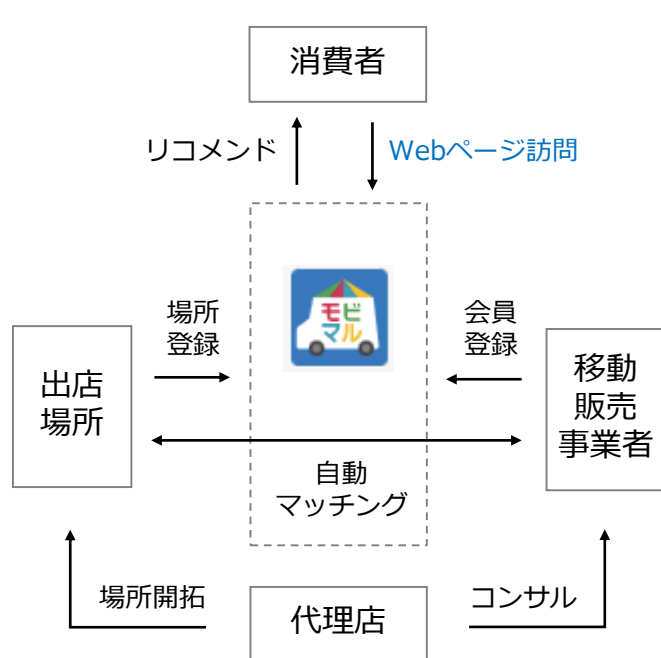 消費者
リコメンド
Webページ訪問
モビ
マル
場所
登録
会員
登録
出店
場所
移動
販売
事業者
自動
マッチング
場所開拓
代理店
コンサル